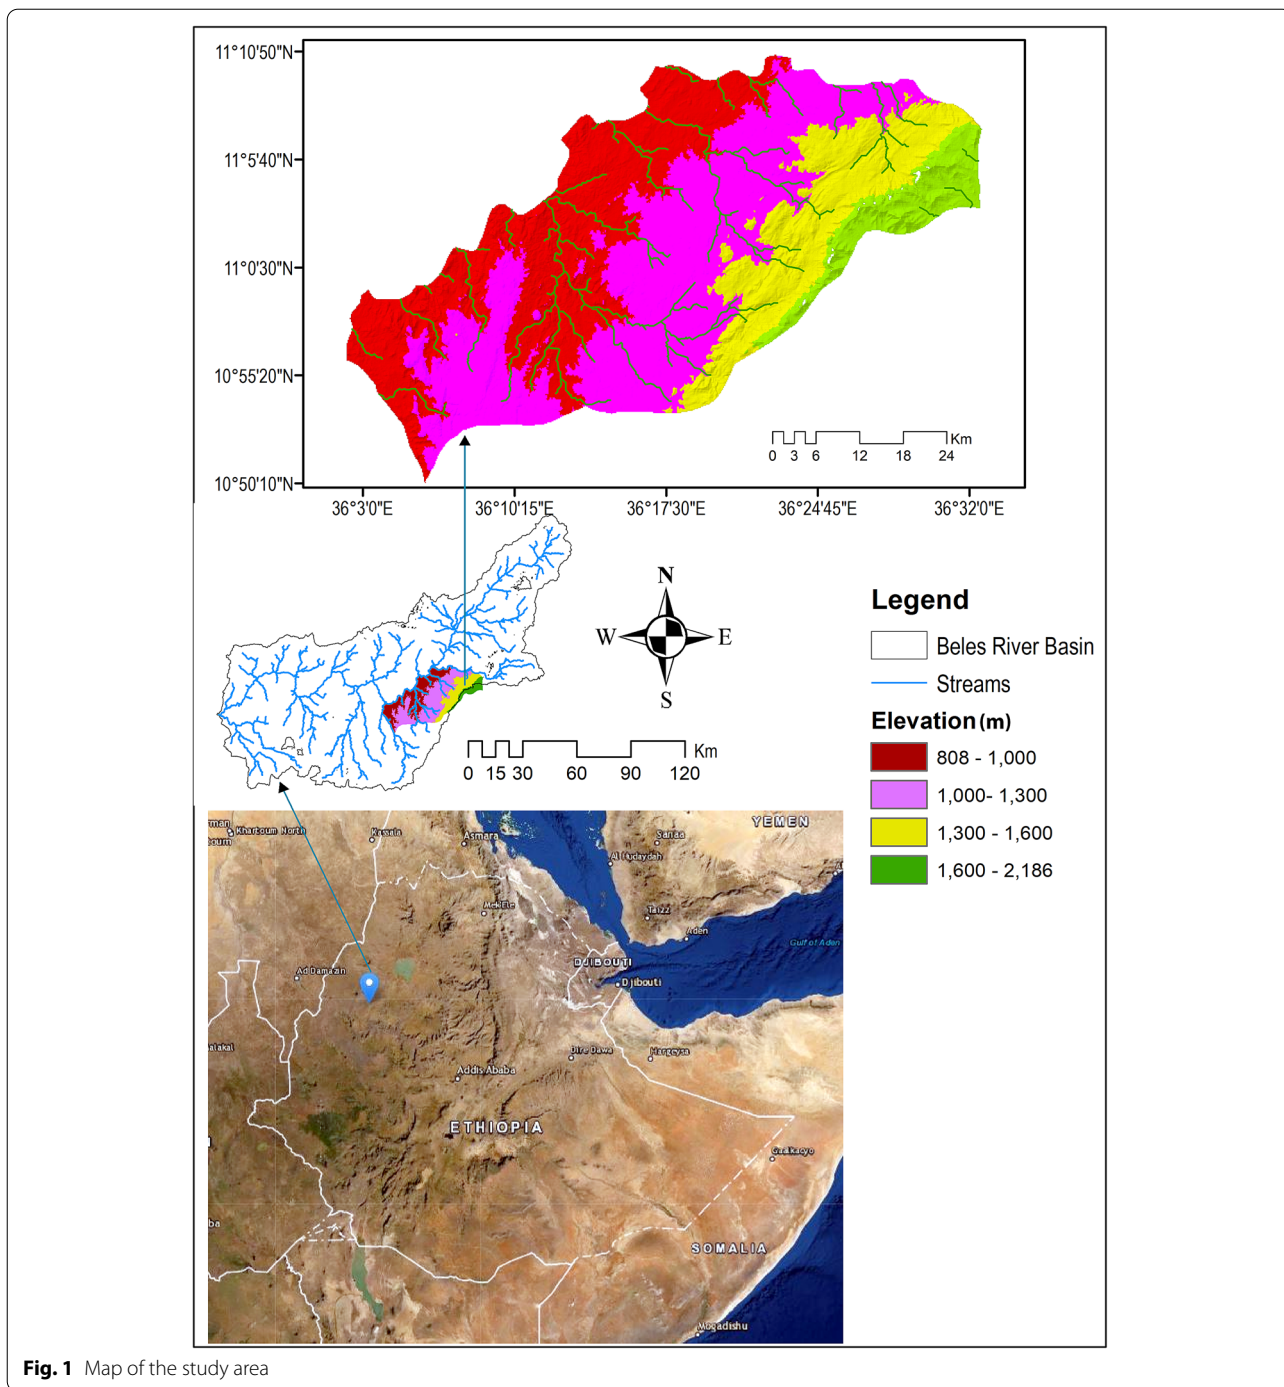 11°10'50"N
11°5'40"N
11°0'30"N
10°55'20"N
10°50'10"N
Km
0 3 6 12 18 24
36°3'0"E 36°10'15"E 36°17'30"E 36°24'45"E 36°32'0"E
N
W E
S
Legend
Beles River Basin
Streams
Elevation (m)
808 - 1,000
1,000- 1,300
1,300 - 1,600
1,600 - 2,186
Km
0 15 30 60 90 120
YEMEN
Khartoum North
Kassala
Asmara
Sanaa
Al Hudaydah
Mek'ele
Taizz
Aden
Gulf of Aden
DJIBOUTI
Ad Damazin
Djibouti
alakal
Dire Dawa
Hargeysa
Addis Ababa
ETHIOPIA
Gaalkacyo
ba
SOMALIA
Mogadishu
Fig. 1 Map of the study area